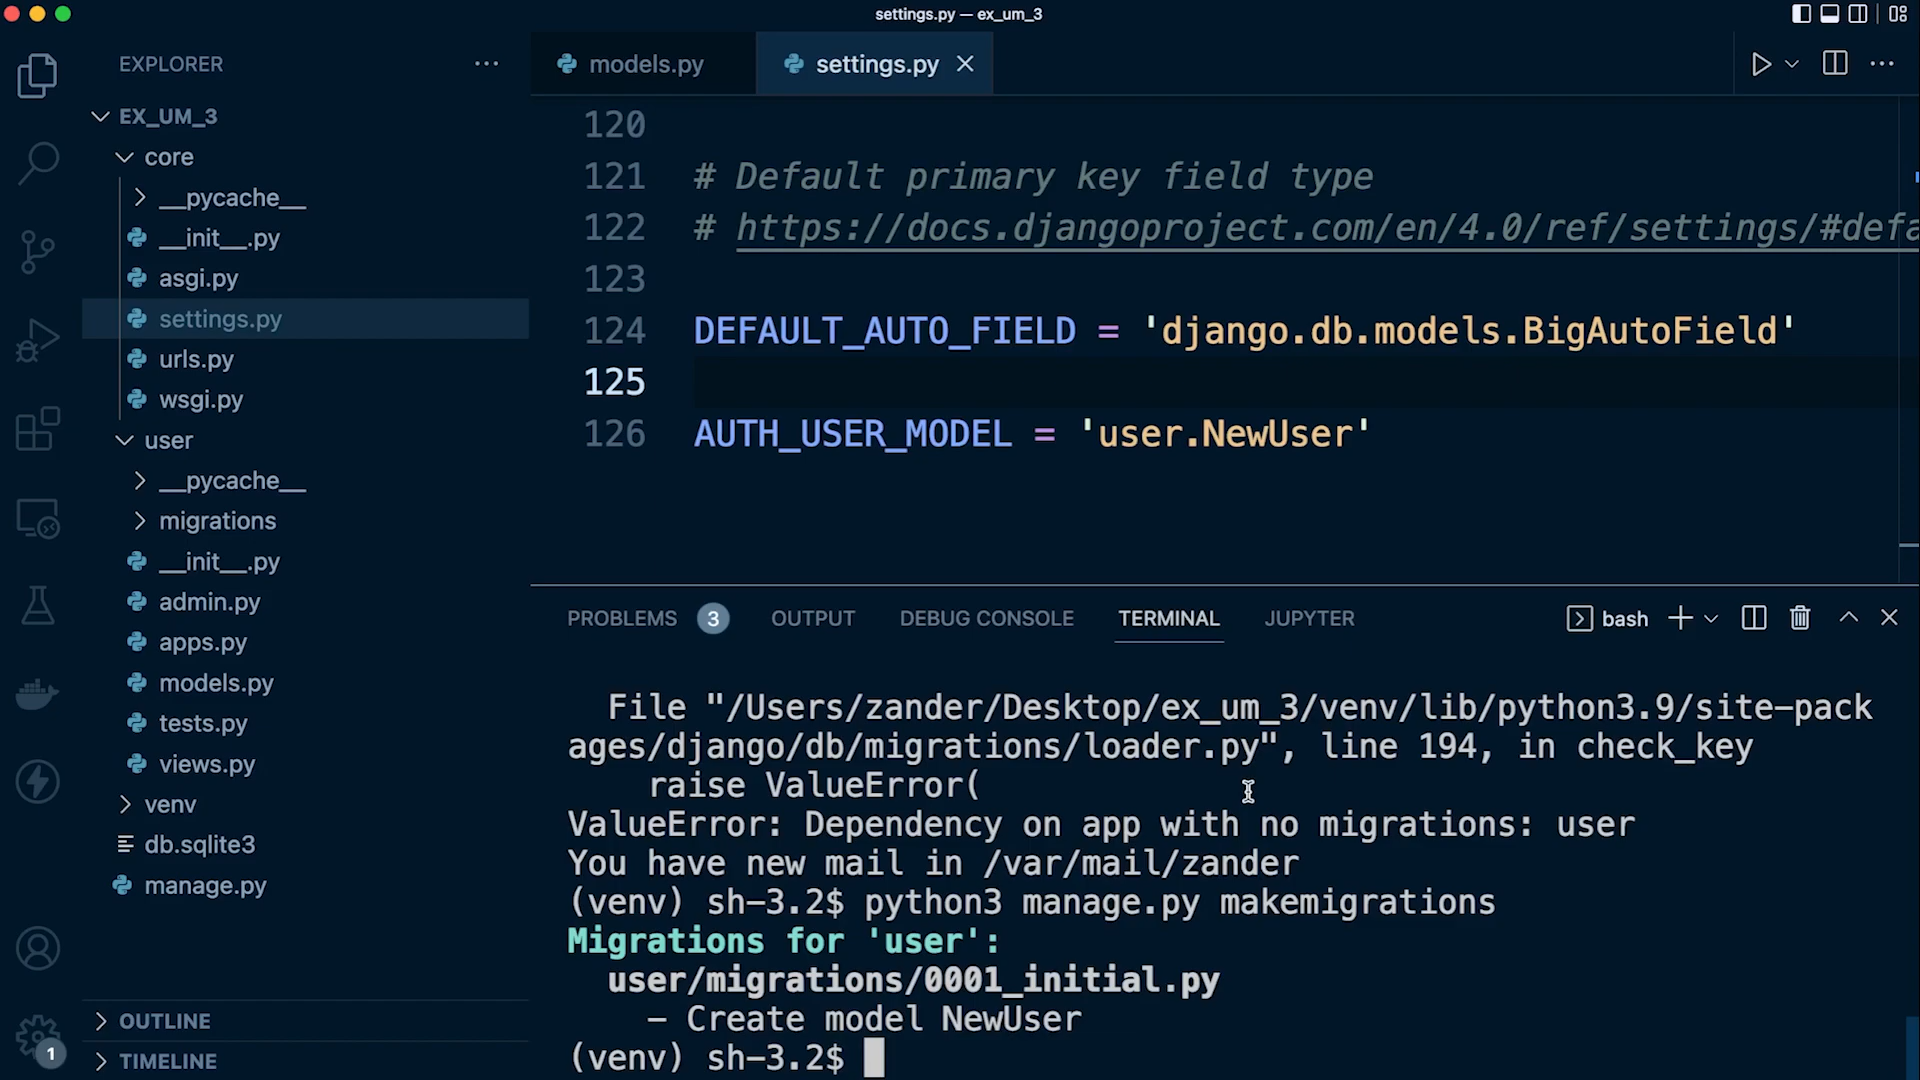 settings.py — ex_um_3
EXPLORER
EX_UM_3
core
__pycache__
__init__.py
asgi.py
settings.py
urls.py
wsgi.py
user
__pycache__
migrations
__init__.py
admin.py
apps.py
models.py
tests.py
views.py
venv
db.sqlite3
manage.py
OUTLINE
TIMELINE
1
models.py
settings.py
120
121 # Default primary key field type
122 # https://docs.djangoproject.com/en/4.0/ref/settings/#defa
123
124 DEFAULT_AUTO_FIELD = 'django.db.models.BigAutoField'
125
126 AUTH_USER_MODEL = 'user.NewUser'
PROBLEMS 3 OUTPUT DEBUG CONSOLE TERMINAL JUPYTER bash
File "/Users/zander/Desktop/ex_um_3/venv/lib/python3.9/site-pack
ages/django/db/migrations/loader.py", line 194, in check_key
raise ValueError(
ValueError: Dependency on app with no migrations: user
You have new mail in /var/mail/zander
(venv) sh-3.2$ python3 manage.py makemigrations
Migrations for 'user':
user/migrations/0001_initial.py
– Create model NewUser
(venv) sh-3.2$